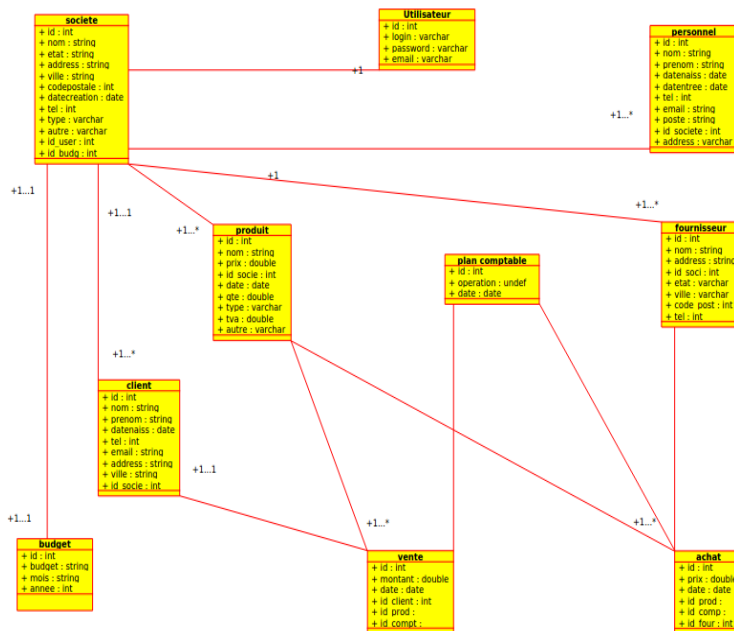 societe
+ id : int
+ nom : string
+ etat : string
+ address : string
+ ville : string
+ codepostale : int
+ datecreation : date
+ tel : int
+ type : varchar
+ autre : varchar
+ id_user : int
+ id_budg : int
Utilisateur
+ id : int
+ login : varchar
+ password : varchar
+ email : varchar
+1
personnel
+ id : int
+ nom : string
+ prenom : string
+ datenaiss : date
+ datentree : date
+ tel : int
+ email : string
+ poste : string
+ id_societe : int
+ address : varchar
+1...*
+1...1
+1...1
+1
+1...*
+1...*
produit
+ id : int
+ nom : string
+ prix : double
+ id_socie : int
+ date : date
+ qte : double
+ type : varchar
+ tva : double
+ autre : varchar
plan comptable
+ id : int
+ operation : undef
+ date : date
fournisseur
+ id : int
+ nom : string
+ address : string
+ id_soci : int
+ etat : varchar
+ ville : varchar
+ code_post : int
+ tel : int
+1...*
client
+ id : int
+ nom : string
+ prenom : string
+ datenaiss : date
+ tel : int
+ email : string
+ address : string
+ ville : string
+ id_socie : int
+1...1
+1...1
+1...*
+1...*
budget
+ id : int
+ budget : string
+ mois : string
+ annee : int
vente
+ id : int
+ montant : double
+ date : date
+ id_client : int
+ id_prod :
+ id_compt :
achat
+ id : int
+ prix : double
+ date : date
+ id_prod :
+ id_comp :
+ id_four : int